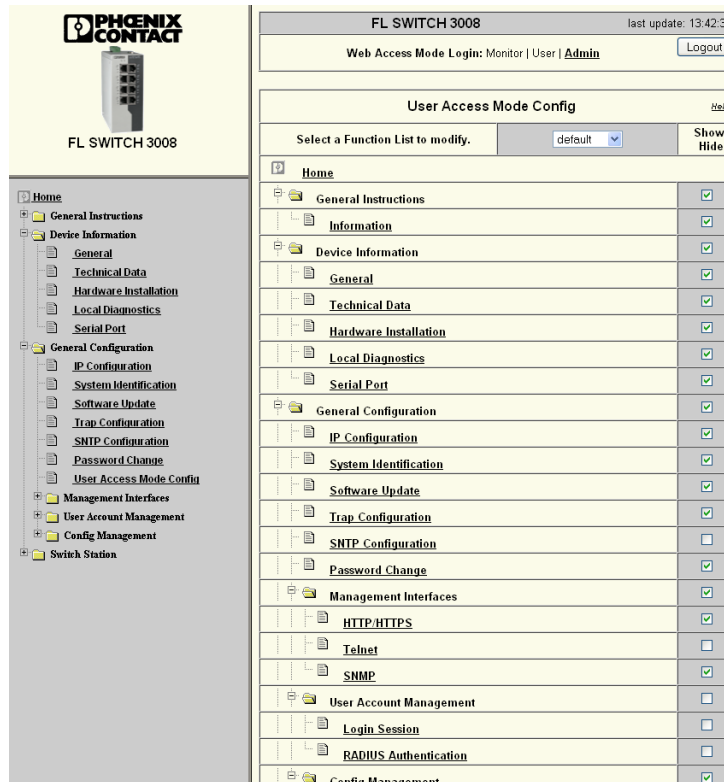 PHŒNIX
CONTACT
FL SWITCH 3008
Home
General Instructions
Device Information
General
Technical Data
Hardware Installation
Local Diagnostics
Serial Port
General Configuration
IP Configuration
System Identification
Software Update
Trap Configuration
SNTP Configuration
Password Change
User Access Mode Config
Management Interfaces
User Account Management
Config Management
Switch Station
FL SWITCH 3008 last update: 13:42:3
Web Access Mode Login: Monitor | User | Admin Logout
User Access Mode Config Hel
Select a Function List to modify. default Show
Hide
Home
General Instructions
Information
Device Information
General
Technical Data
Hardware Installation
Local Diagnostics
Serial Port
General Configuration
IP Configuration
System Identification
Software Update
Trap Configuration
SNTP Configuration
Password Change
Management Interfaces
HTTP/HTTPS
Telnet
SNMP
User Account Management
Login Session
RADIUS Authentication
Config Management